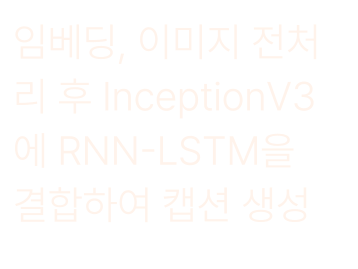 임베딩, 이미지 전처
리 후 InceptionV3
에 RNN-LSTM을
결합하여 캡션 생성